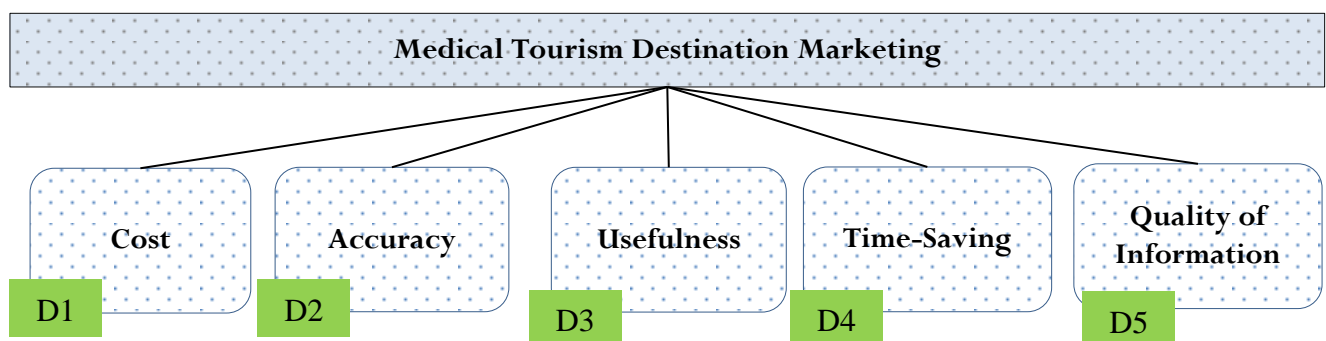 Medical Tourism Destination Marketing
Cost
Accuracy
Usefulness
Time-Saving
Quality of
Information
D1
D2
D3
D4
D5